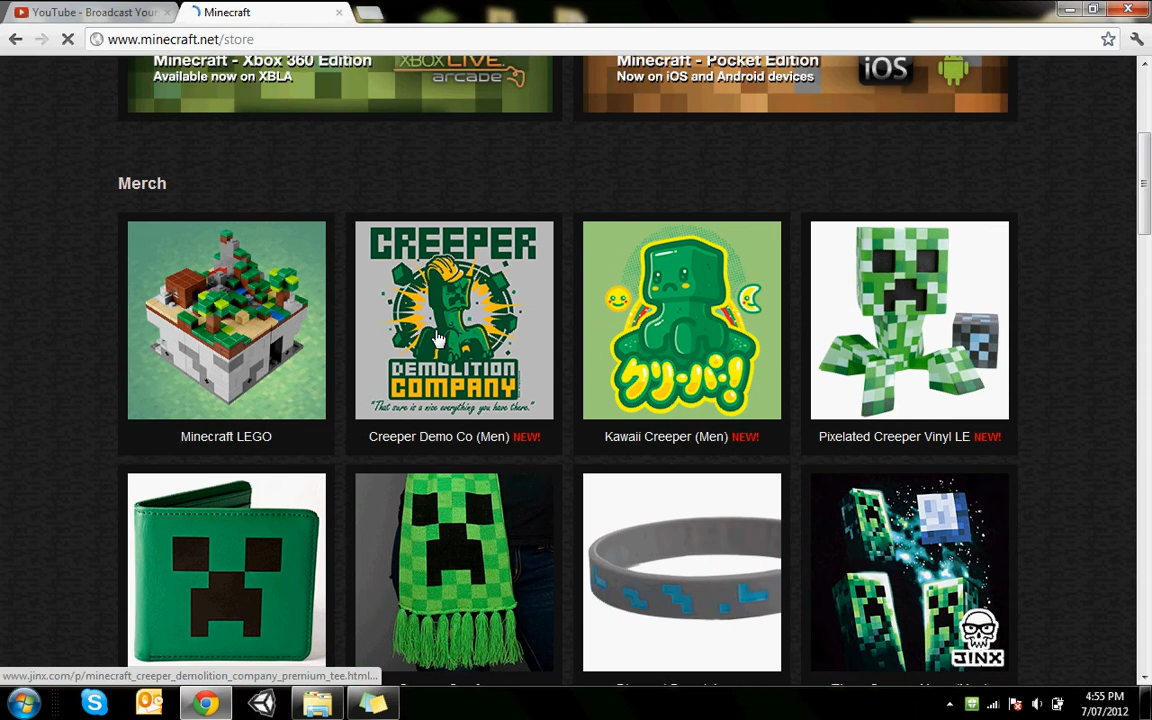 YouTube - Broadcast Your
Minecraft
www.minecraft.net/store
Minecraft - Xbox 360 Edition
Available now on XBLA
XBOX LIVE
arcade
Minecraft - Pocket Edition
Now on iOS and Android devices
iOS
Merch
CREEPER
DEMOLITION
COMPANY
"That sure is a nice everything you have there."
クリーパー!
Minecraft LEGO
Creeper Demo Co (Men) NEW!
Kawaii Creeper (Men) NEW!
Pixelated Creeper Vinyl LE NEW!
JINX
www.jinx.com/p/minecraft_creeper_demolition_company_premium_tee.html...
4:55 PM
7/07/2012